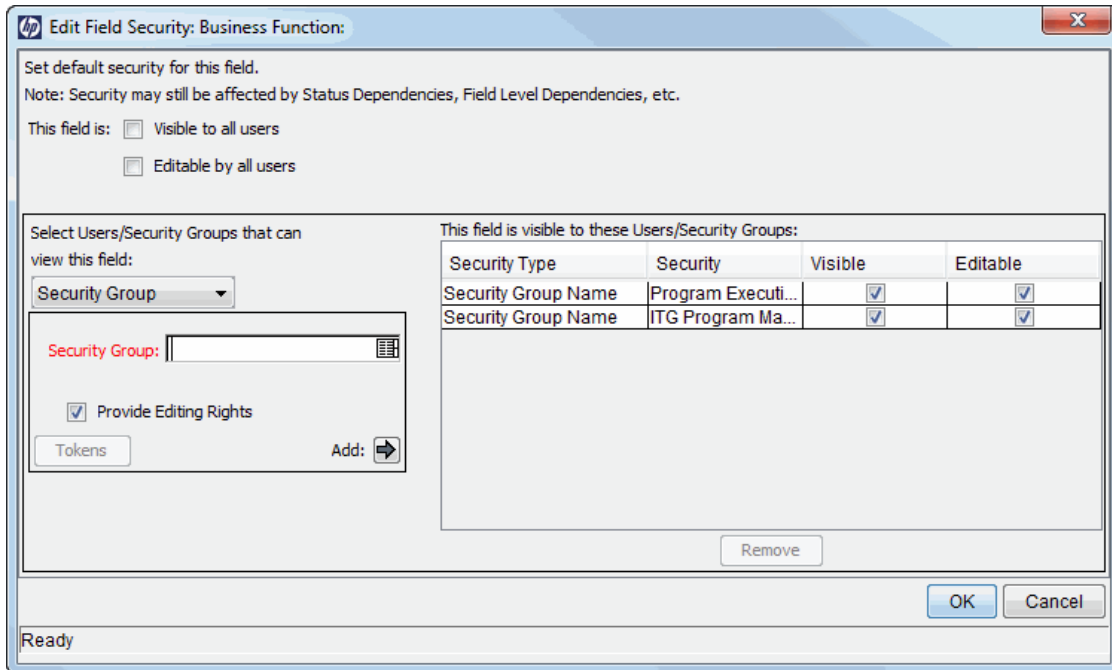 hp Edit Field Security: Business Function:
Set default security for this field.
Note: Security may still be affected by Status Dependencies, Field Level Dependencies, etc.
This field is: Visible to all users
Editable by all users
Select Users/Security Groups that can
view this field:
Security Group
Security Group:
Provide Editing Rights
Tokens Add:
This field is visible to these Users/Security Groups:
Security Type Security Visible Editable
Security Group Name Program Executi...
Security Group Name ITG Program Ma...
Remove
OK Cancel
Ready